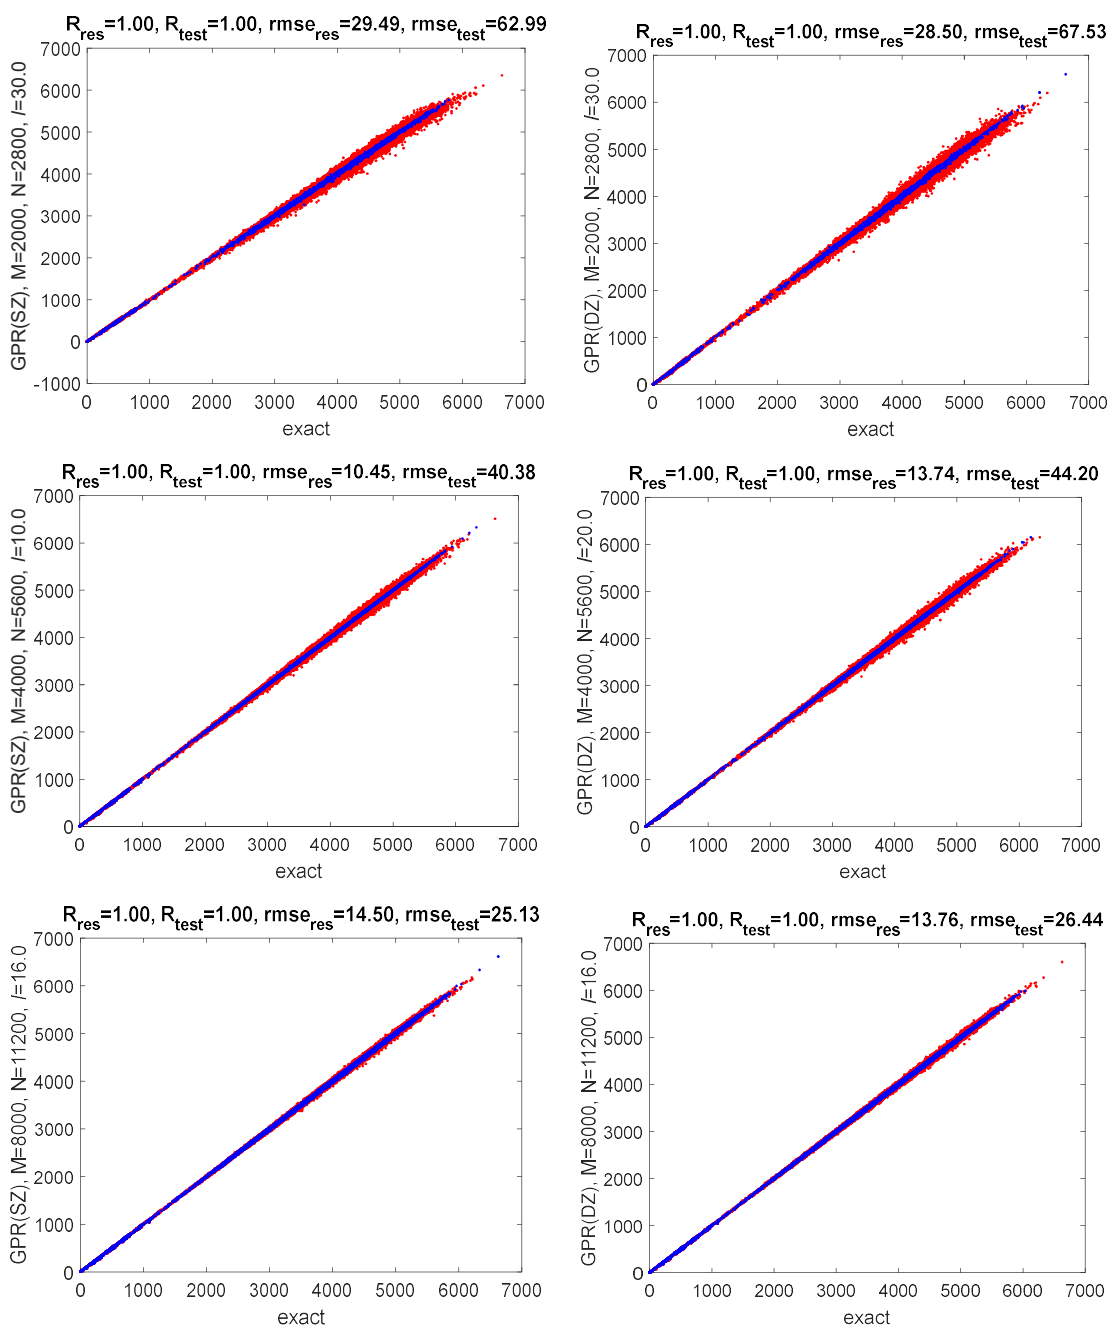 R_res=1.00, R_test=1.00, rmse_res=29.49, rmse_test=62.99
GPR(SZ), M=2000, N=2800, l=30.0
7000
6000
5000
4000
3000
2000
1000
0
-1000
0 1000 2000 3000 4000 5000 6000 7000
exact
R_res=1.00, R_test=1.00, rmse_res=28.50, rmse_test=67.53
GPR(DZ), M=2000, N=2800, l=30.0
7000
6000
5000
4000
3000
2000
1000
0
0 1000 2000 3000 4000 5000 6000 7000
exact
R_res=1.00, R_test=1.00, rmse_res=10.45, rmse_test=40.38
GPR(SZ), M=4000, N=5600, l=10.0
7000
6000
5000
4000
3000
2000
1000
0
0 1000 2000 3000 4000 5000 6000 7000
exact
R_res=1.00, R_test=1.00, rmse_res=13.74, rmse_test=44.20
GPR(DZ), M=4000, N=5600, l=20.0
7000
6000
5000
4000
3000
2000
1000
0
0 1000 2000 3000 4000 5000 6000 7000
exact
R_res=1.00, R_test=1.00, rmse_res=14.50, rmse_test=25.13
GPR(SZ), M=8000, N=11200, l=16.0
7000
6000
5000
4000
3000
2000
1000
0
0 1000 2000 3000 4000 5000 6000 7000
exact
R_res=1.00, R_test=1.00, rmse_res=13.76, rmse_test=26.44
GPR(DZ), M=8000, N=11200, l=16.0
7000
6000
5000
4000
3000
2000
1000
0
0 1000 2000 3000 4000 5000 6000 7000
exact